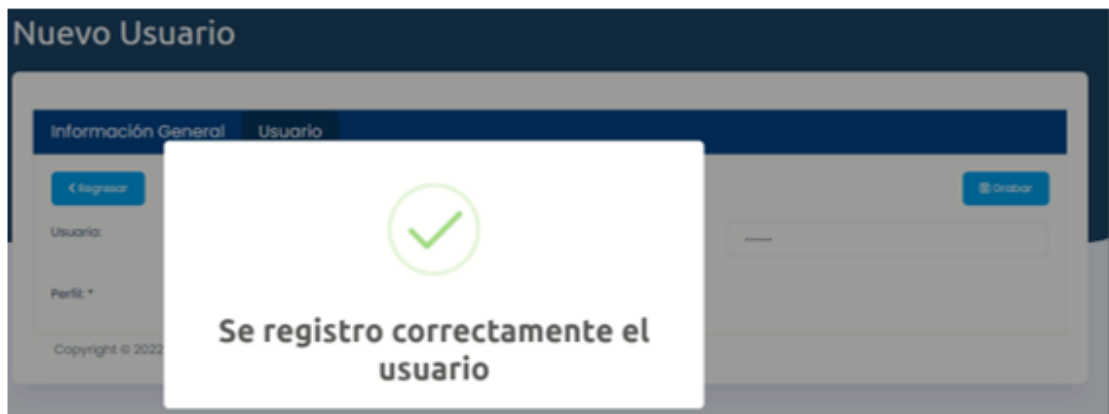 Nuevo Usuario
Información General Usuario
Regresar Grabar
Usuario: ------
Perfil: *
Se registro correctamente el
usuario
Copyright © 2022